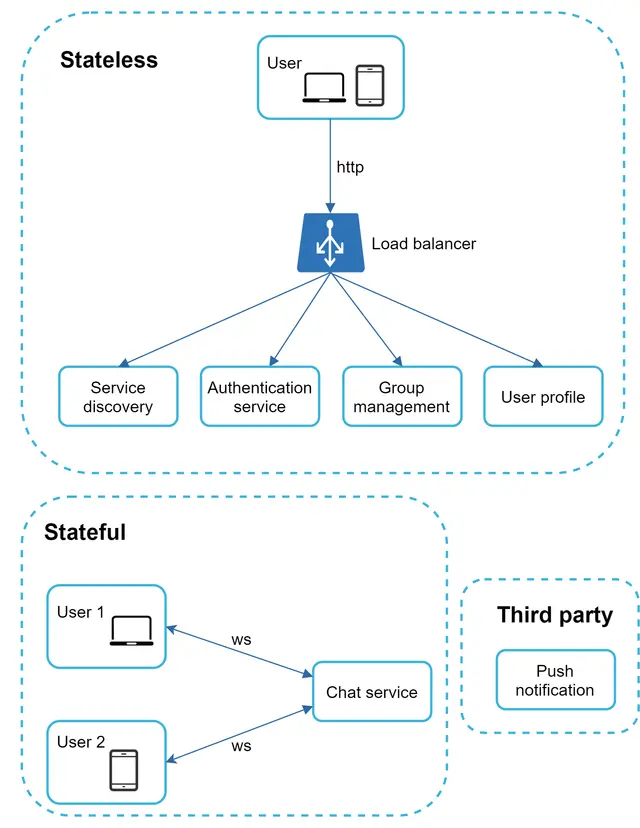 Stateless
User
http
Load balancer
Service
discovery
Authentication
service
Group
management
User profile
Stateful
User 1
ws
Chat service
User 2
ws
Third party
Push
notification